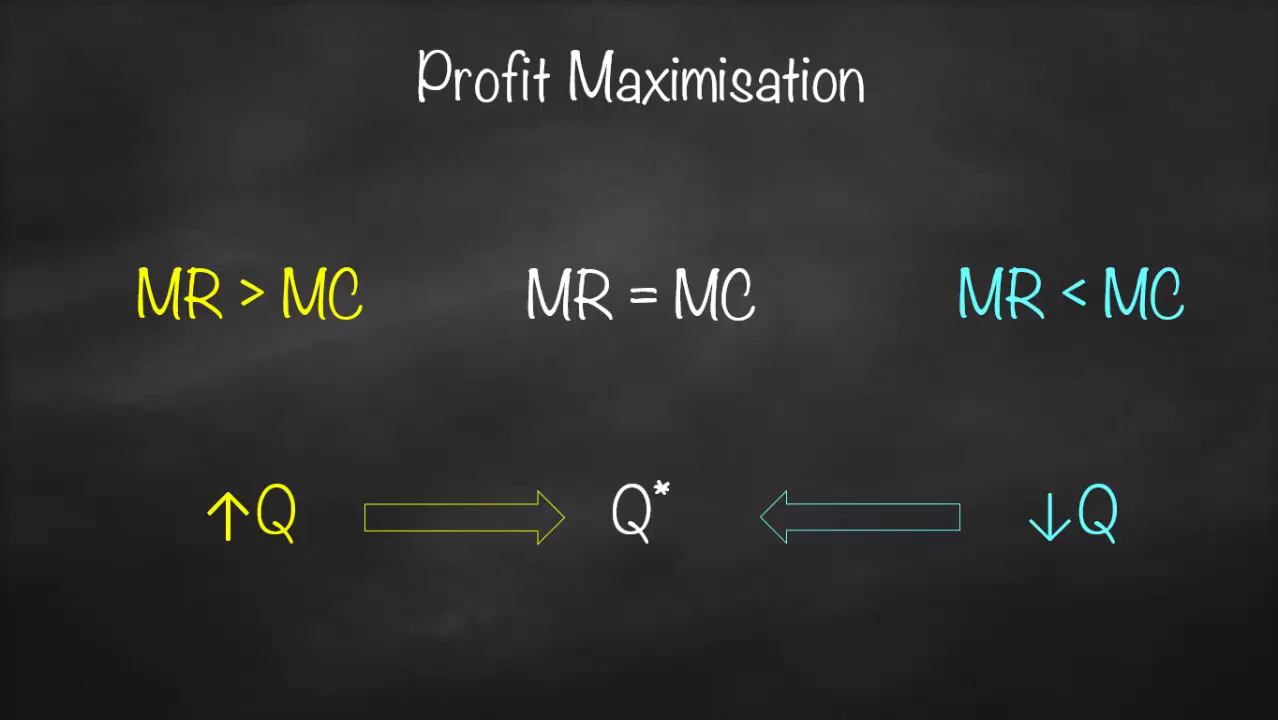 Profit Maximisation
MR > MC MR = MC MR < MC
↑Q Q* ↓Q